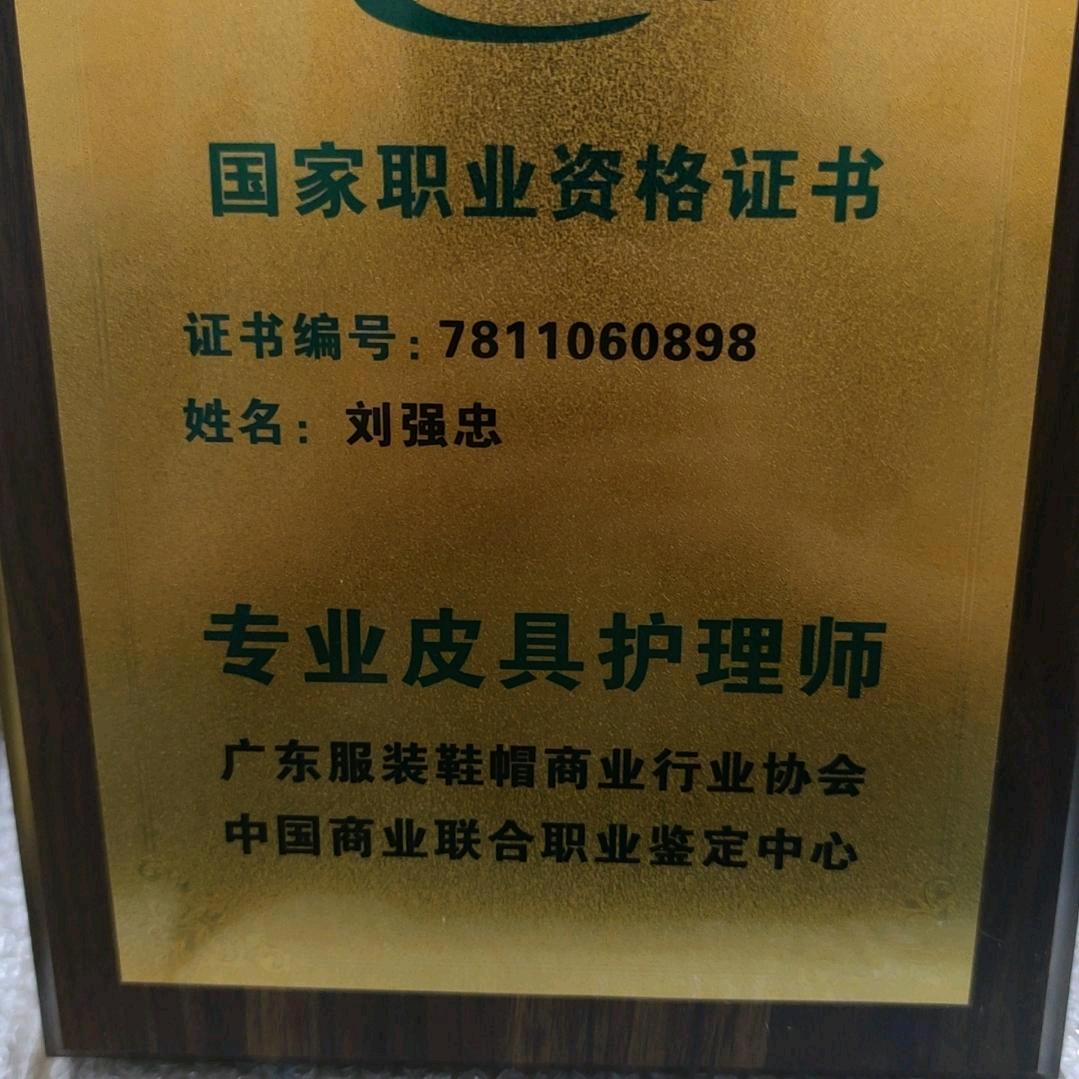 国家职业资格证书
证书编号:7811060898
姓名: 刘强忠
专业皮具护理师
广东服装鞋帽商业行业协会
中国商业联合职业鉴定中心